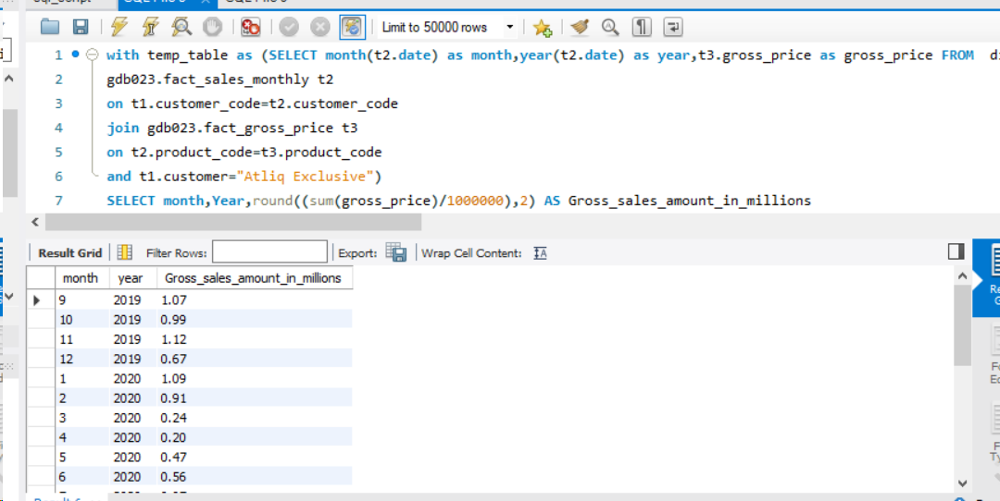 Limit to 50000 rows
1 with temp_table as (SELECT month(t2.date) as month,year(t2.date) as year,t3.gross_price as gross_price FROM
2 gdb023.fact_sales_monthly t2
3 on t1.customer_code=t2.customer_code
4 join gdb023.fact_gross_price t3
5 on t2.product_code=t3.product_code
6 and t1.customer="Atliq Exclusive")
7 SELECT month,Year,round((sum(gross_price)/1000000),2) AS Gross_sales_amount_in_millions
Result Grid Filter Rows: Export: Wrap Cell Content: IA
month year Gross_sales_amount_in_millions
9 2019 1.07
10 2019 0.99
11 2019 1.12
12 2019 0.67
1 2020 1.09
2 2020 0.91
3 2020 0.24
4 2020 0.20
5 2020 0.47
6 2020 0.56